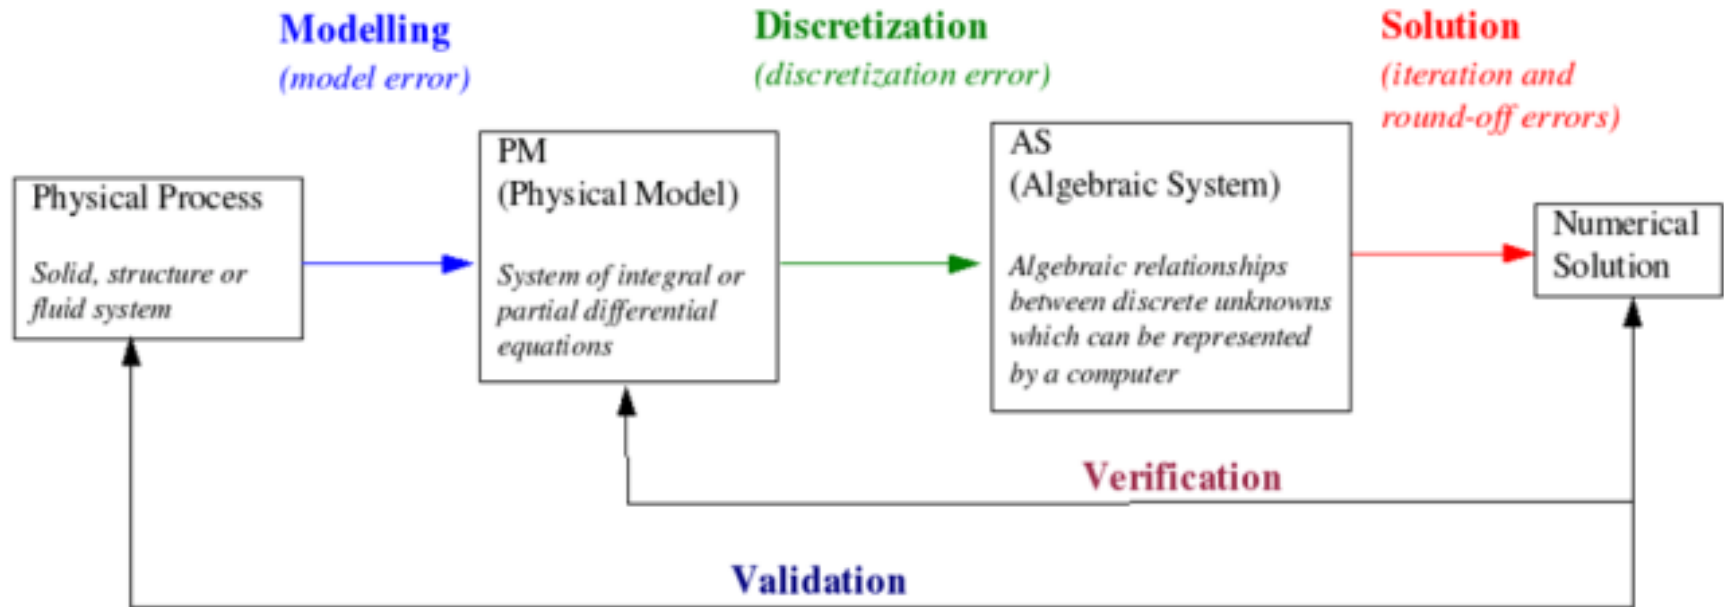 Modelling
(model error)
Discretization
(discretization error)
Solution
(iteration and
round-off errors)
Physical Process
Solid, structure or
fluid system
PM
(Physical Model)
System of integral or
partial differential
equations
AS
(Algebraic System)
Algebraic relationships
between discrete unknowns
which can be represented
by a computer
Numerical
Solution
Verification
Validation